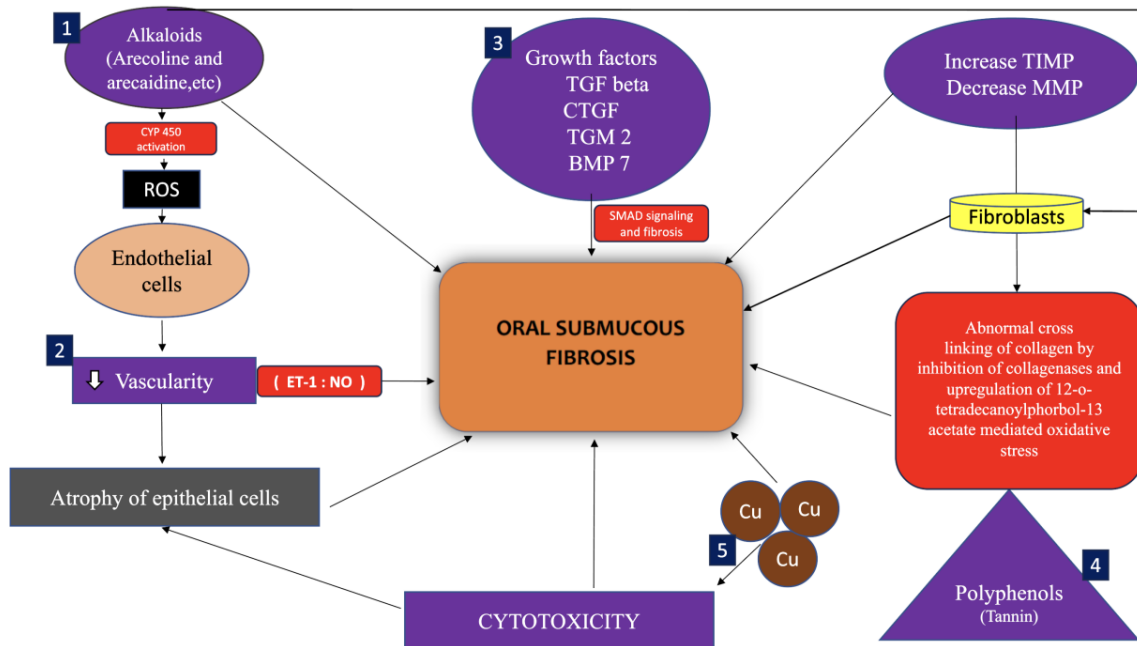 1
Alkaloids
(Arecoline and
arecaidine,etc)
CYP 450
activation
ROS
Endothelial
cells
2
Vascularity
( ET-1 : NO )
Atrophy of epithelial cells
3
Growth factors
TGF beta
CTGF
TGM 2
BMP 7
SMAD signaling
and fibrosis
ORAL SUBMUCOUS
FIBROSIS
Increase TIMP
Decrease MMP
Fibroblasts
Abnormal cross
linking of collagen by
inhibition of collagenases and
upregulation of 12-o-
tetradecanoylphorbol-13
acetate mediated oxidative
stress
4
Polyphenols
(Tannin)
Cu
Cu
5
Cu
CYTOTOXICITY